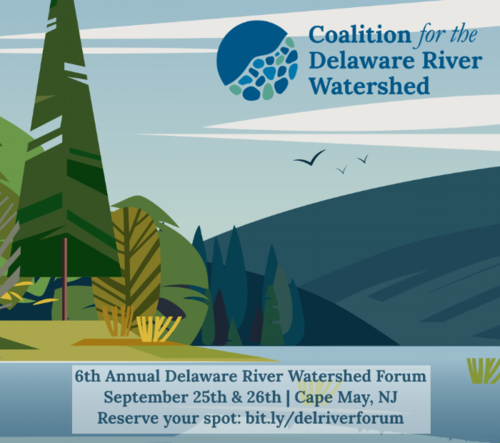 Coalition for the
Delaware River
Watershed
6th Annual Delaware River Watershed Forum
September 25th & 26th | Cape May, NJ
Reserve your spot: bit.ly/delriverforum